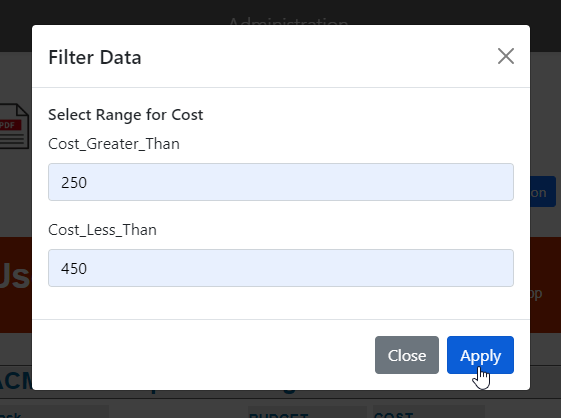 Administration
Filter Data
Select Range for Cost
Cost_Greater_Than
250
Cost_Less_Than
450
Close
Apply
PDF
on
Us
op
ACM
BUDGET
COST